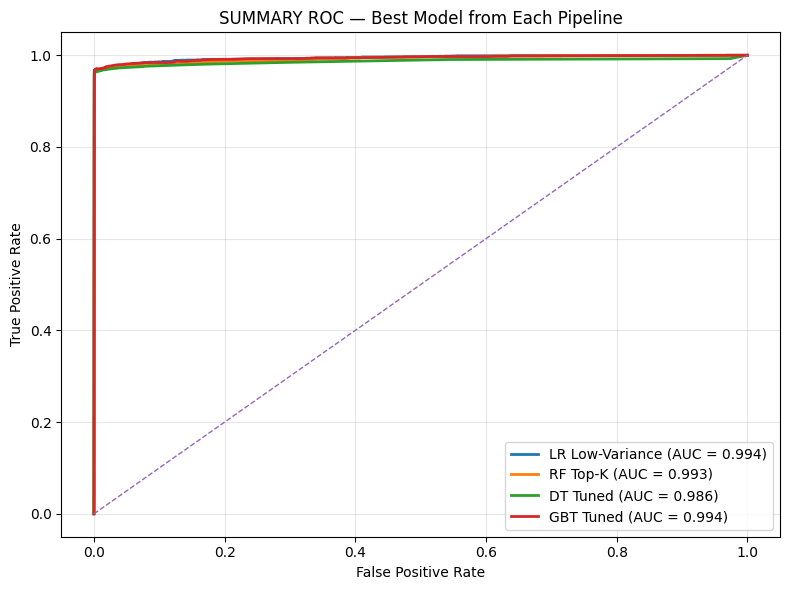 SUMMARY ROC — Best Model from Each Pipeline
True Positive Rate
1.0
0.8
0.6
0.4
0.2
0.0
LR Low-Variance (AUC = 0.994)
RF Top-K (AUC = 0.993)
DT Tuned (AUC = 0.986)
GBT Tuned (AUC = 0.994)
0.0 0.2 0.4 0.6 0.8 1.0
False Positive Rate